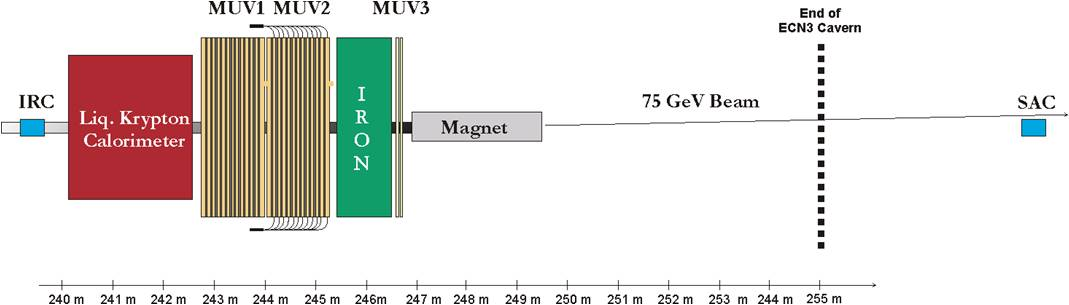 MUV1 MUV2 MUV3
End of
ECN3 Cavern
IRC
Liq. Krypton
Calorimeter
I
R
O
N
Magnet
75 GeV Beam
SAC
240 m 241 m 242 m 243 m 244 m 245 m 246m 247 m 248 m 249 m 250 m 251 m 252 m 253 m 244 m 255 m